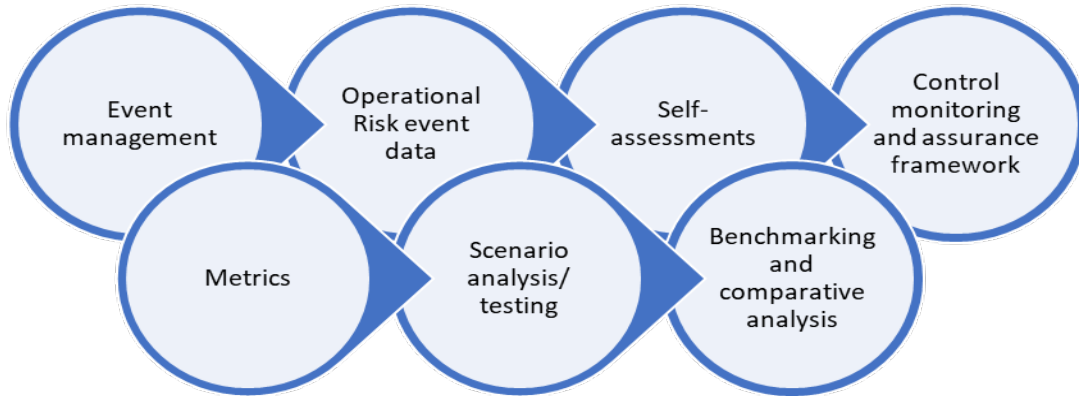 Event
management
Operational
Risk event
data
Self-
assessments
Control
monitoring
and assurance
framework
Metrics
Scenario
analysis/
testing
Benchmarking
and
comparative
analysis